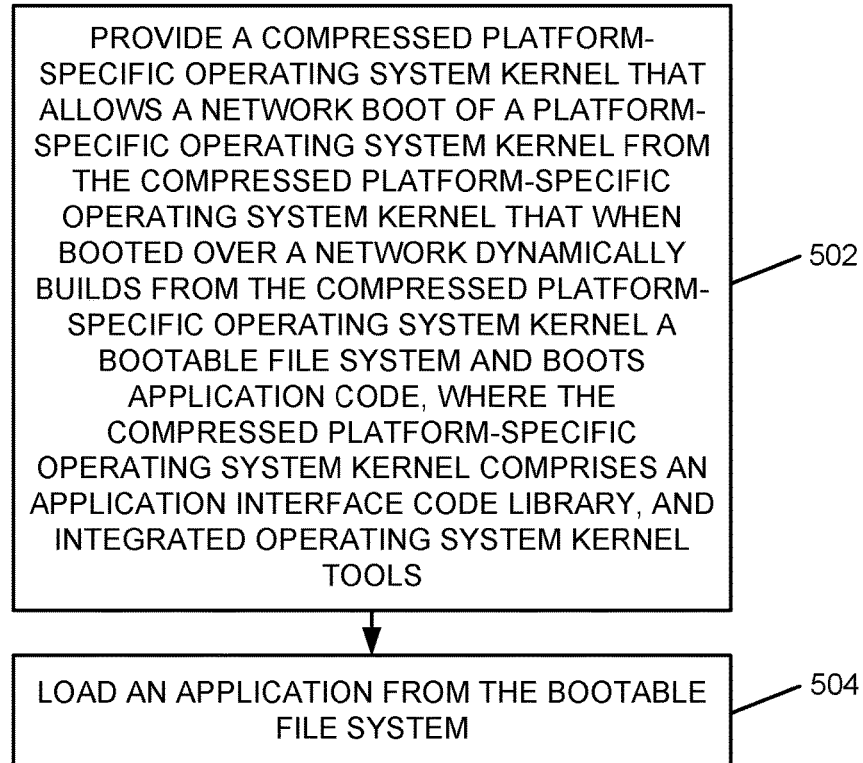 PROVIDE A COMPRESSED PLATFORM-
SPECIFIC OPERATING SYSTEM KERNEL THAT
ALLOWS A NETWORK BOOT OF A PLATFORM-
SPECIFIC OPERATING SYSTEM KERNEL FROM
THE COMPRESSED PLATFORM-SPECIFIC
OPERATING SYSTEM KERNEL THAT WHEN
BOOTED OVER A NETWORK DYNAMICALLY
BUILDS FROM THE COMPRESSED PLATFORM-
SPECIFIC OPERATING SYSTEM KERNEL A
BOOTABLE FILE SYSTEM AND BOOTS
APPLICATION CODE, WHERE THE
COMPRESSED PLATFORM-SPECIFIC
OPERATING SYSTEM KERNEL COMPRISES AN
APPLICATION INTERFACE CODE LIBRARY, AND
INTEGRATED OPERATING SYSTEM KERNEL
TOOLS
502
LOAD AN APPLICATION FROM THE BOOTABLE
FILE SYSTEM
504